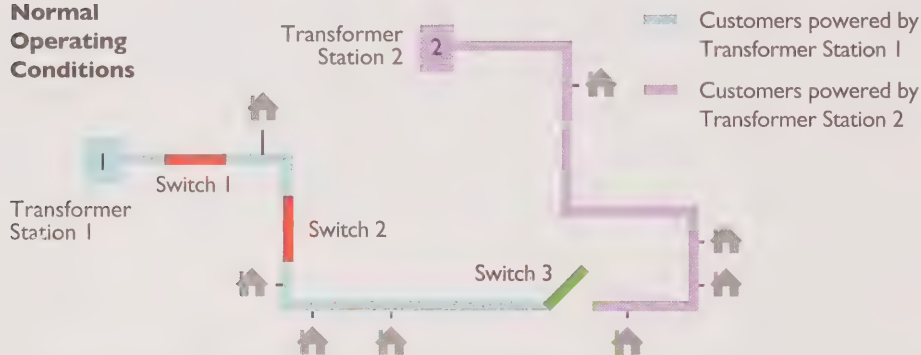 Normal
Operating
Conditions
Transformer
Station 2
2
Customers powered by
Transformer Station 1
Customers powered by
Transformer Station 2
1
Switch 1
Transformer
Station 1
Switch 2
Switch 3